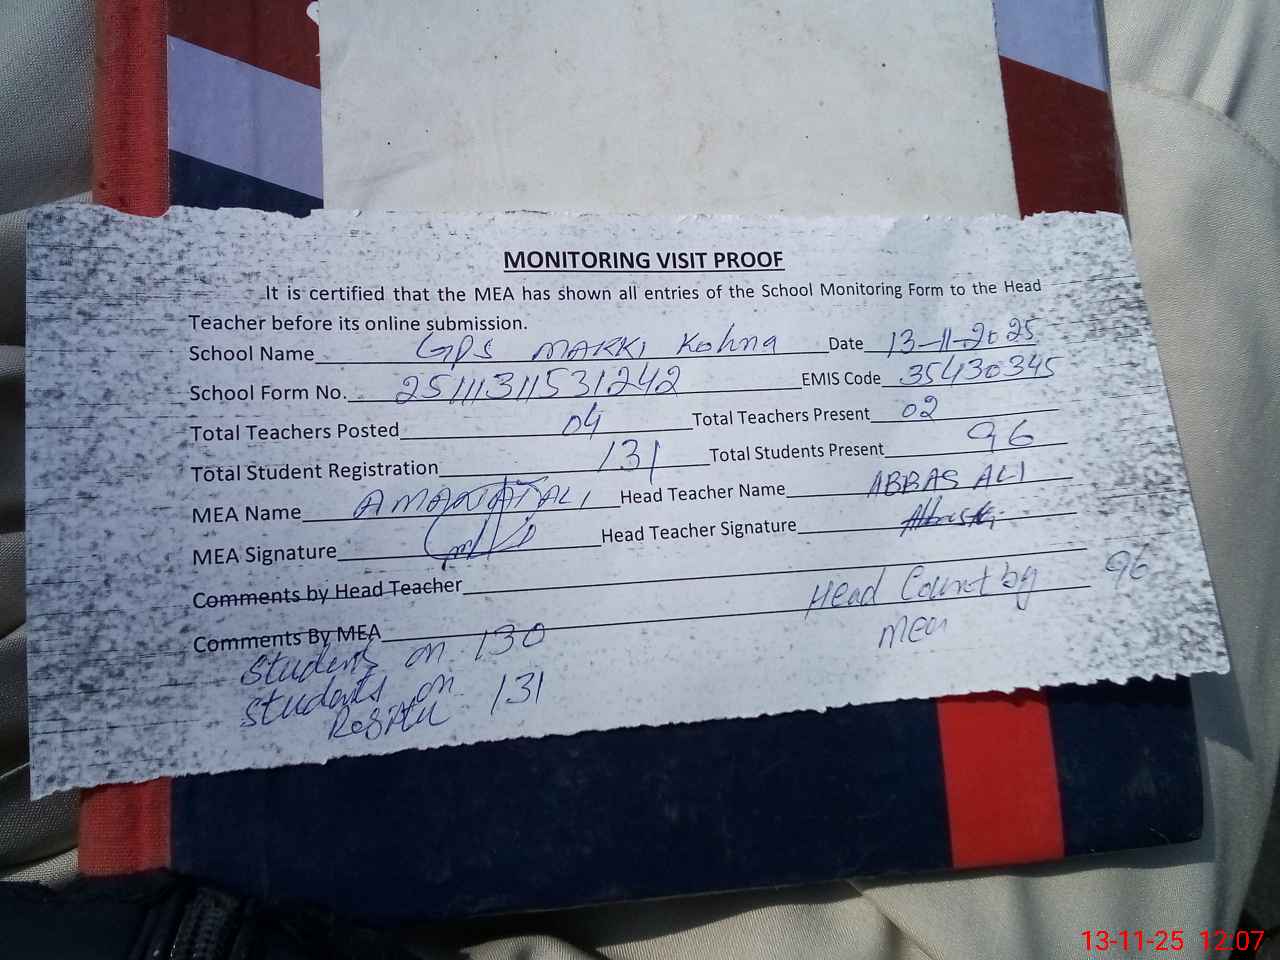 MONITORING VISIT PROOF
It is certified that the MEA has shown all entries of the School Monitoring Form to the Head
Teacher before its online submission.
School Name GPS MAKKI Kohna Date 13-11-2025
School Form No. 25111311531242 EMIS Code 35430345
Total Teachers Posted 04 Total Teachers Present 02
Total Student Registration 131 Total Students Present 96
MEA Name AMANAT ALI Head Teacher Name ABBAS ALI
MEA Signature Head Teacher Signature
Comments by Head Teacher
Comments By MEA Head Count by 96
Mea
Students on 130
Students on 131
13-11-25 12:07